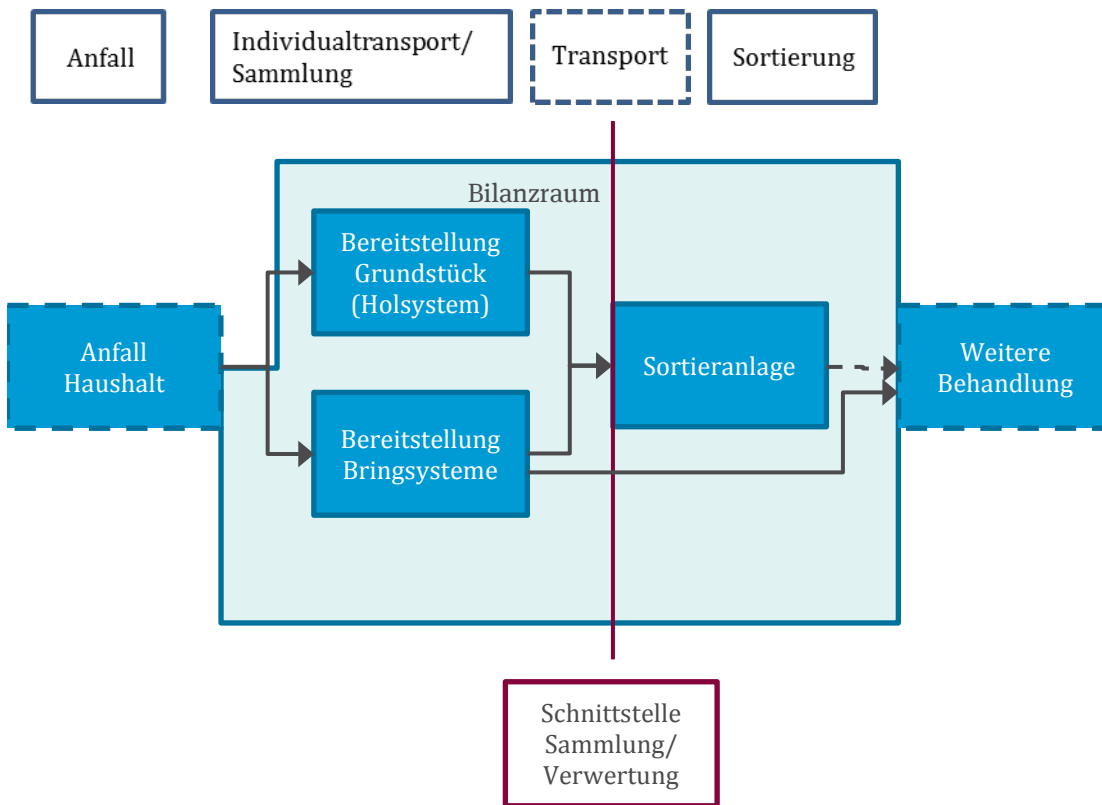 Anfall
Individualtransport/
Sammlung
Transport
Sortierung
Bilanzraum
Bereitstellung
Grundstück
(Holsystem)
Anfall
Haushalt
Sortieranlage
Weitere
Behandlung
Bereitstellung
Bringsysteme
Schnittstelle
Sammlung/
Verwertung